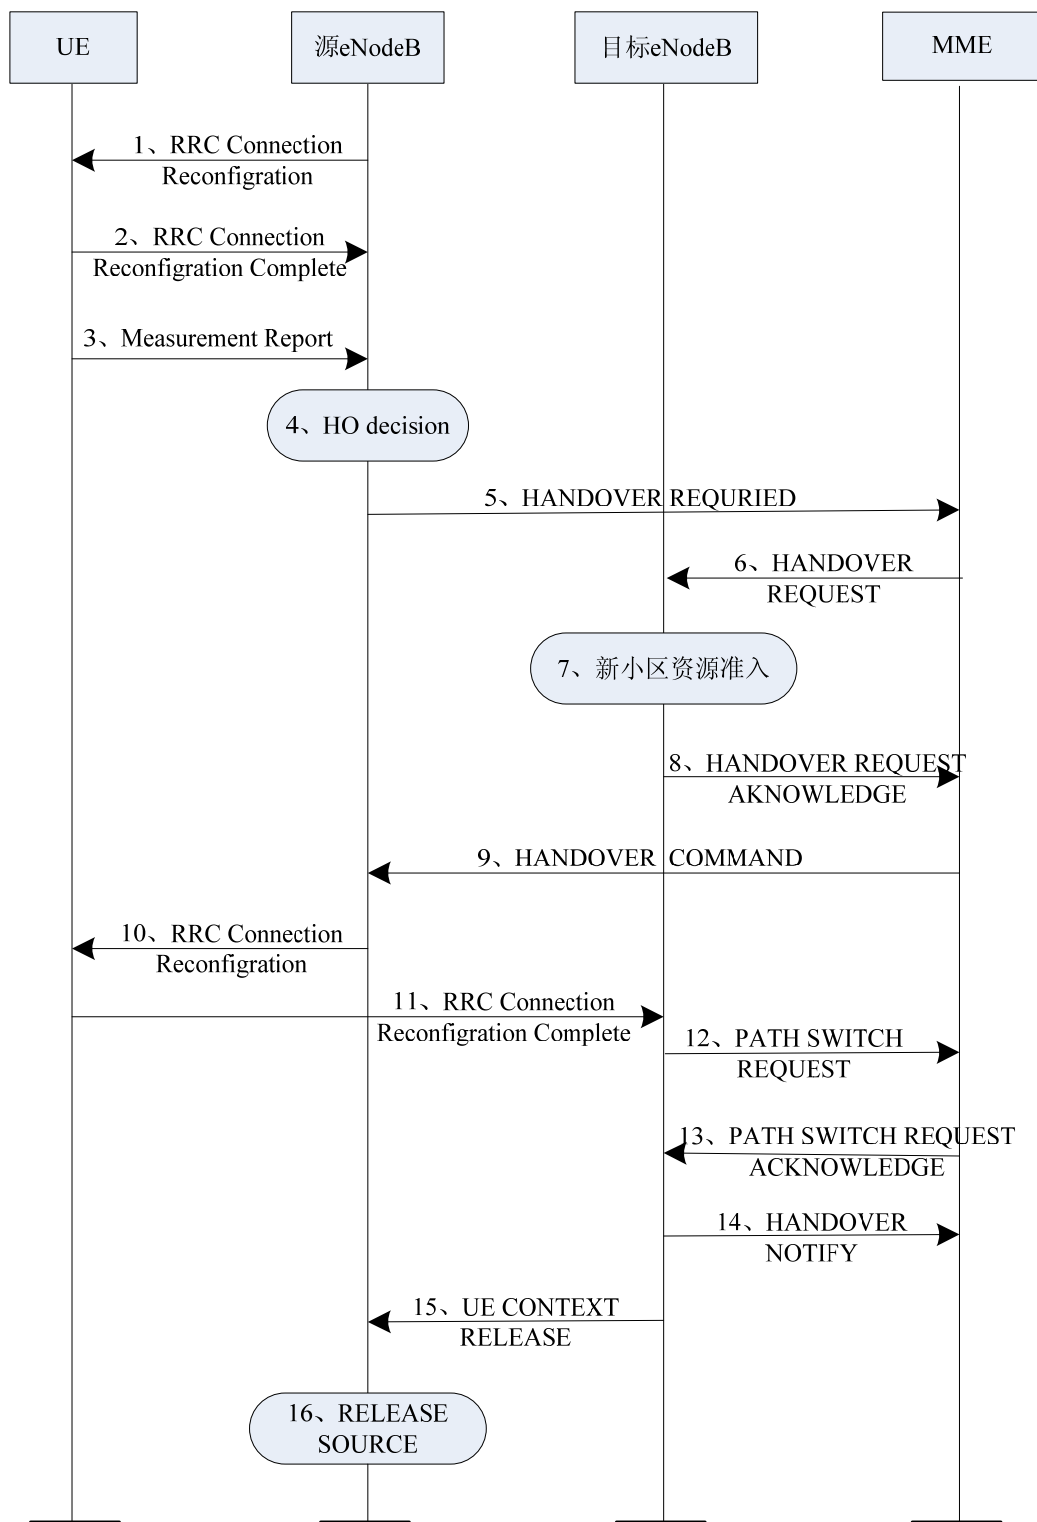 UE
源eNodeB
目标eNodeB
MME
1、RRC Connection
Reconfigration
2、RRC Connection
Reconfigration Complete
3、Measurement Report
4、HO decision
5、HANDOVER REQURIED
6、HANDOVER
REQUEST
7、新小区资源准入
8、HANDOVER REQUEST
AKNOWLEDGE
9、HANDOVER COMMAND
10、RRC Connection
Reconfigration
11、RRC Connection
Reconfigration Complete
12、PATH SWITCH
REQUEST
13、PATH SWITCH REQUEST
ACKNOWLEDGE
14、HANDOVER
NOTIFY
15、UE CONTEXT
RELEASE
16、RELEASE
SOURCE